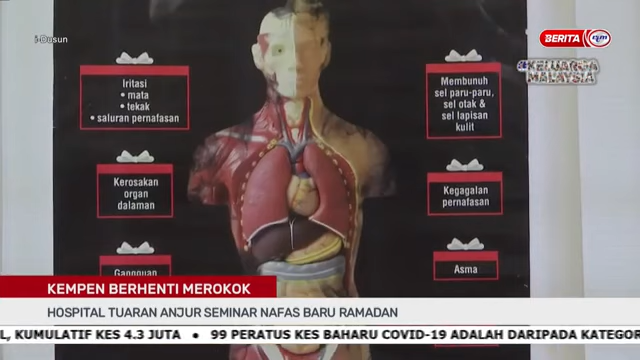 i-Dusun
BERITA
#KELUARGA
MALAYSIA
Iritasi
• mata
• tekak
• saluran pernafasan
Membunuh
sel paru-paru,
sel otak &
sel lapisan
kulit
Kerosakan
organ
dalaman
Kegagalan
pernafasan
Gangguan
Asma
KEMPEN BERHENTI MEROKOK
HOSPITAL TUARAN ANJUR SEMINAR NAFAS BARU RAMADAN
L, KUMULATIF KES 4.3 JUTA • 99 PERATUS KES BAHARU COVID-19 ADALAH DARIPADA KATEGOR